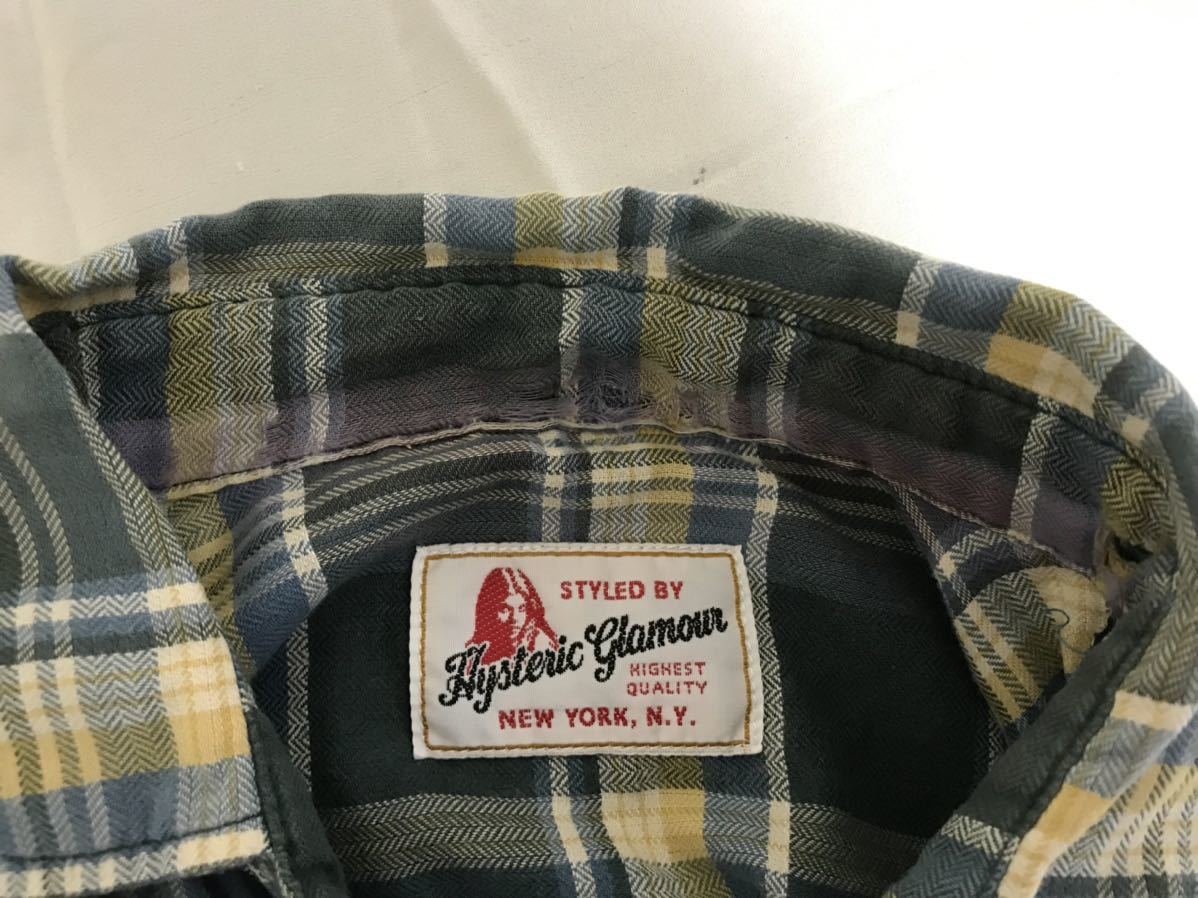 STYLED BY
Hysteric Glamour
HIGHEST
QUALITY
NEW YORK, N.Y.